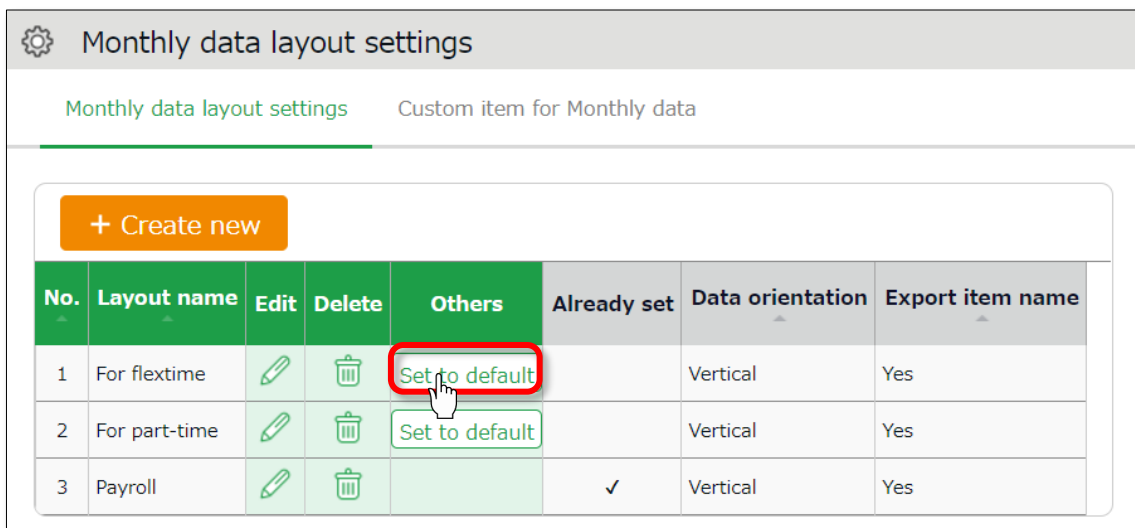 Monthly data layout settings
Monthly data layout settings Custom item for Monthly data
+ Create new
No. Layout name Edit Delete Others Already set Data orientation Export item name
1 For flextime Set to default Vertical Yes
2 For part-time Set to default Vertical Yes
3 Payroll ✓ Vertical Yes